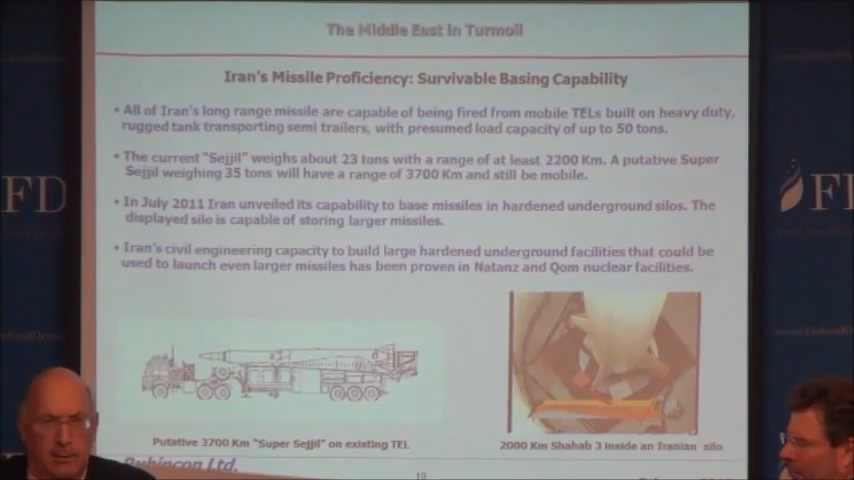 The Middle East in Turmoil
Iran's Missile Proficiency: Survivable Basing Capability
• All of Iran's long range missile are capable of being fired from mobile TELs built on heavy duty,
rugged tank transporting semi trailers, with presumed load capacity of up to 50 tons.
• The current "Sejjil" weighs about 23 tons with a range of at least 2200 Km. A putative Super
Sejjil weighing 35 tons will have a range of 3700 Km and still be mobile.
• In July 2011 Iran unveiled its capability to base missiles in hardened underground silos. The
displayed silo is capable of storing larger missiles.
• Iran's civil engineering capacity to build large hardened underground facilities that could be
used to launch even larger missiles has been proven in Natanz and Qom nuclear facilities.
FD
FD
Putative 3700 Km "Super Sejjil" on existing TEL
2000 Km Shahab 3 inside an Iranian silo
Rubincon Ltd.